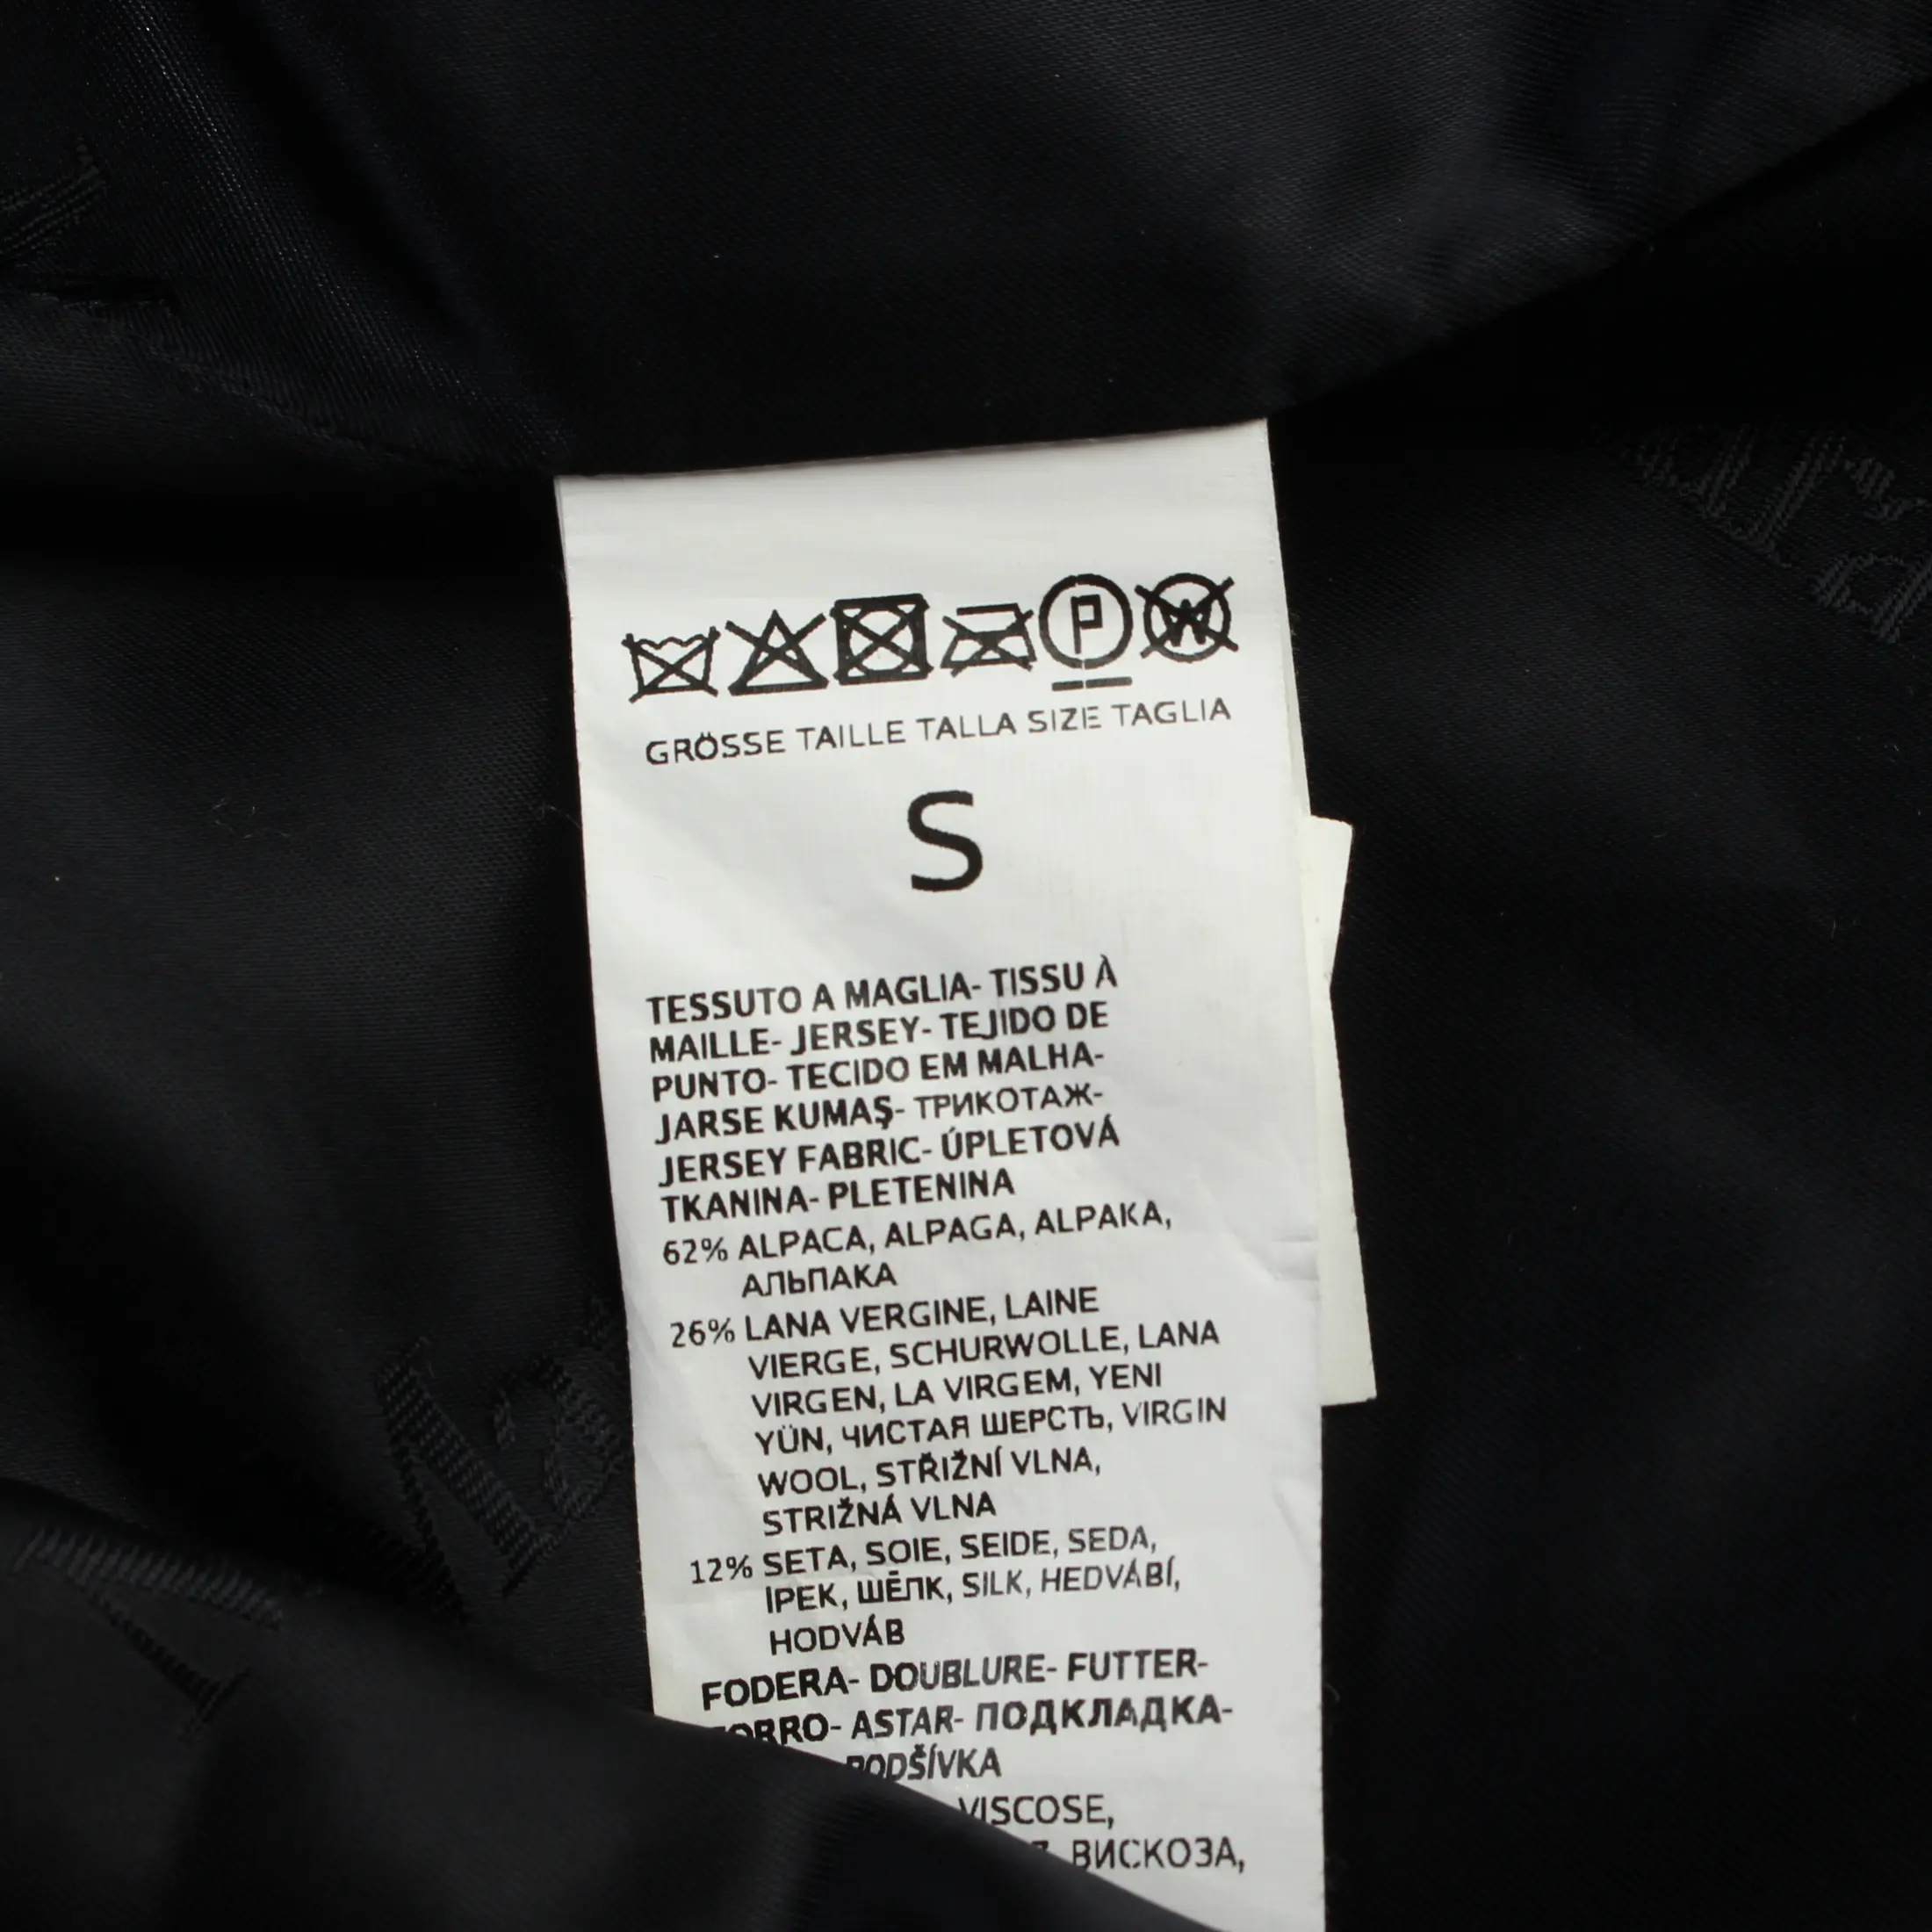 P W
GRÖSSE TAILLE TALLA SIZE TAGLIA
S
TESSUTO A MAGLIA- TISSU À
MAILLE- JERSEY- TEJIDO DE
PUNTO- TECIDO EM MALHA-
JARSE KUMAŞ- ТРИКОТАЖ-
JERSEY FABRIC- ÚPLETOVÁ
TKANINA- PLETENINA
62% ALPACA, ALPAGA, ALPAKA,
АЛЬПАКА
26% LANA VERGINE, LAINE
VIERGE, SCHURWOLLE, LANA
VIRGEN, LA VIRGEM, YENI
YÜN, ЧИСТАЯ ШЕРСТЬ, VIRGIN
WOOL, STŘIŽNÍ VLNA,
STRIŽNÁ VLNA
12% SETA, SOIE, SEIDE, SEDA,
İPEK, ШЁЛК, SILK, HEDVÁBÍ,
HODVÁB
FODERA- DOUBLURE- FUTTER-
FORRO- ASTAR- ПОДКЛАДКА-
PODŠÍVKA
VISCOSE,
ВИСКОЗА,